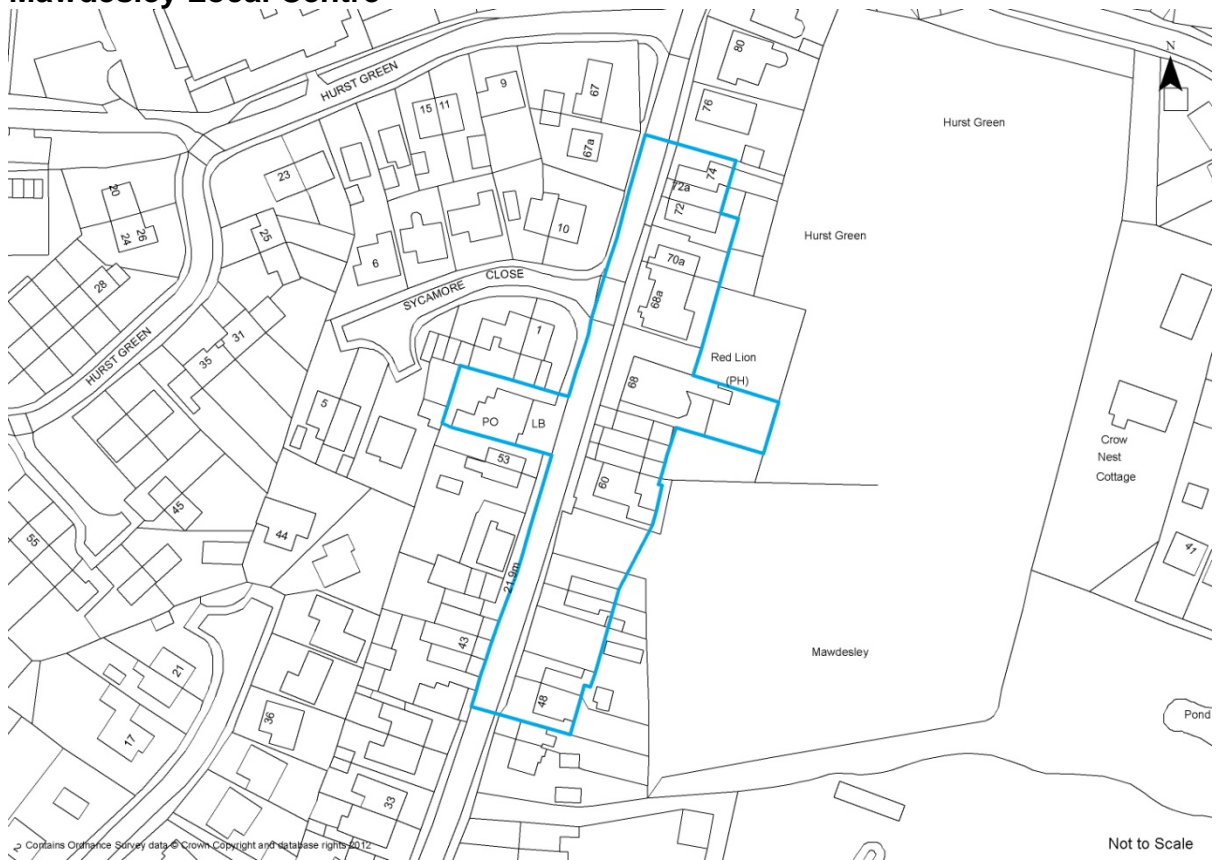 Mawdesley Local Centre
N
HURST GREEN
80
67
9
15
11
76
Hurst Green
67a
23
74
72a
20
72
24
26
25
10
Hurst Green
70a
6
CLOSE
SYCAMORE
28
68a
1
31
HURST GREEN
35
Red Lion
(PH)
68
5
PO
LB
Crow
Nest
Cottage
53
60
45
44
55
41
21.9m
43
Mawdesley
21
48
36
Pond
17
33
2
Contains Ordnance Survey data © Crown Copyright and database rights 2012
Not to Scale